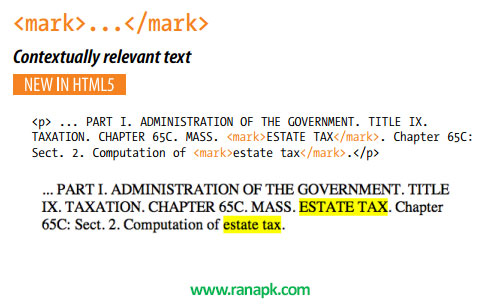 <mark>...</mark>
Contextually relevant text
NEW IN HTML5
<p> ... PART I. ADMINISTRATION OF THE GOVERNMENT. TITLE IX.
TAXATION. CHAPTER 65C. MASS. <mark>ESTATE TAX</mark>. Chapter 65C:
Sect. 2. Computation of <mark>estate tax</mark>.</p>
... PART I. ADMINISTRATION OF THE GOVERNMENT. TITLE
IX. TAXATION. CHAPTER 65C. MASS. ESTATE TAX. Chapter
65C: Sect. 2. Computation of estate tax.
www.ranapk.com